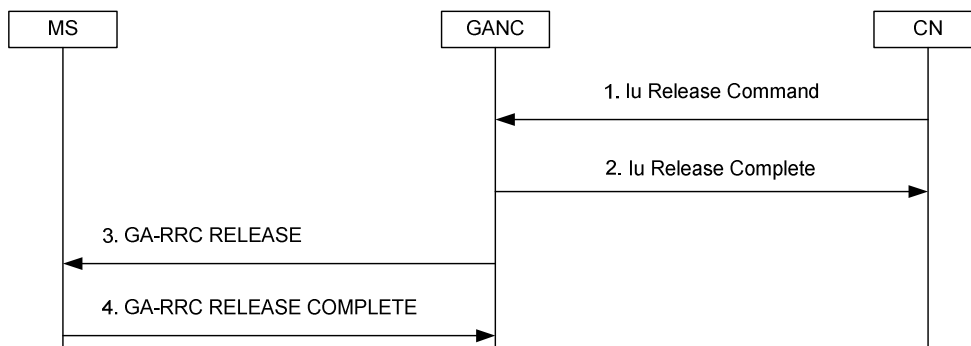 MS
GANC
CN
1. Iu Release Command
2. Iu Release Complete
3. GA-RRC RELEASE
4. GA-RRC RELEASE COMPLETE